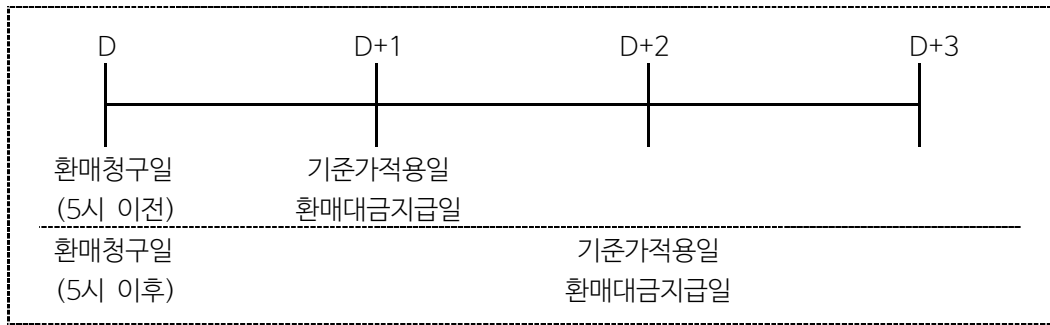 D D+1 D+2 D+3
환매청구일 기준가적용일
(5시 이전) 환매대금지급일
환매청구일 기준가적용일
(5시 이후) 환매대금지급일